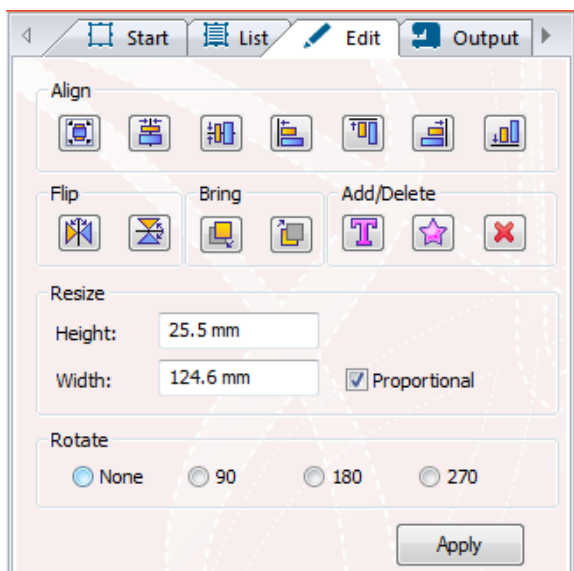 Start List Edit Output
Align
Flip Bring Add/Delete
Resize
Height: 25.5 mm
Width: 124.6 mm Proportional
Rotate
None 90 180 270
Apply